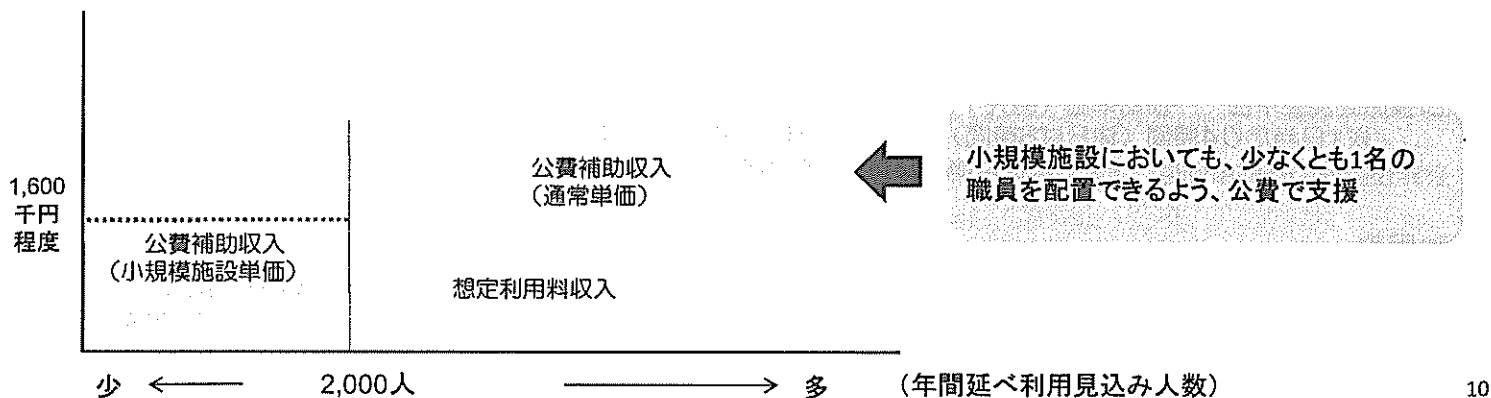 1,600
千円
程度
公費補助収入
（小規模施設単価）
公費補助収入
（通常単価）
想定利用料収入
小規模施設においても、少なくとも1名の
職員を配置できるよう、公費で支援
少 ← 2,000人 → 多 （年間延べ利用見込み人数）
10